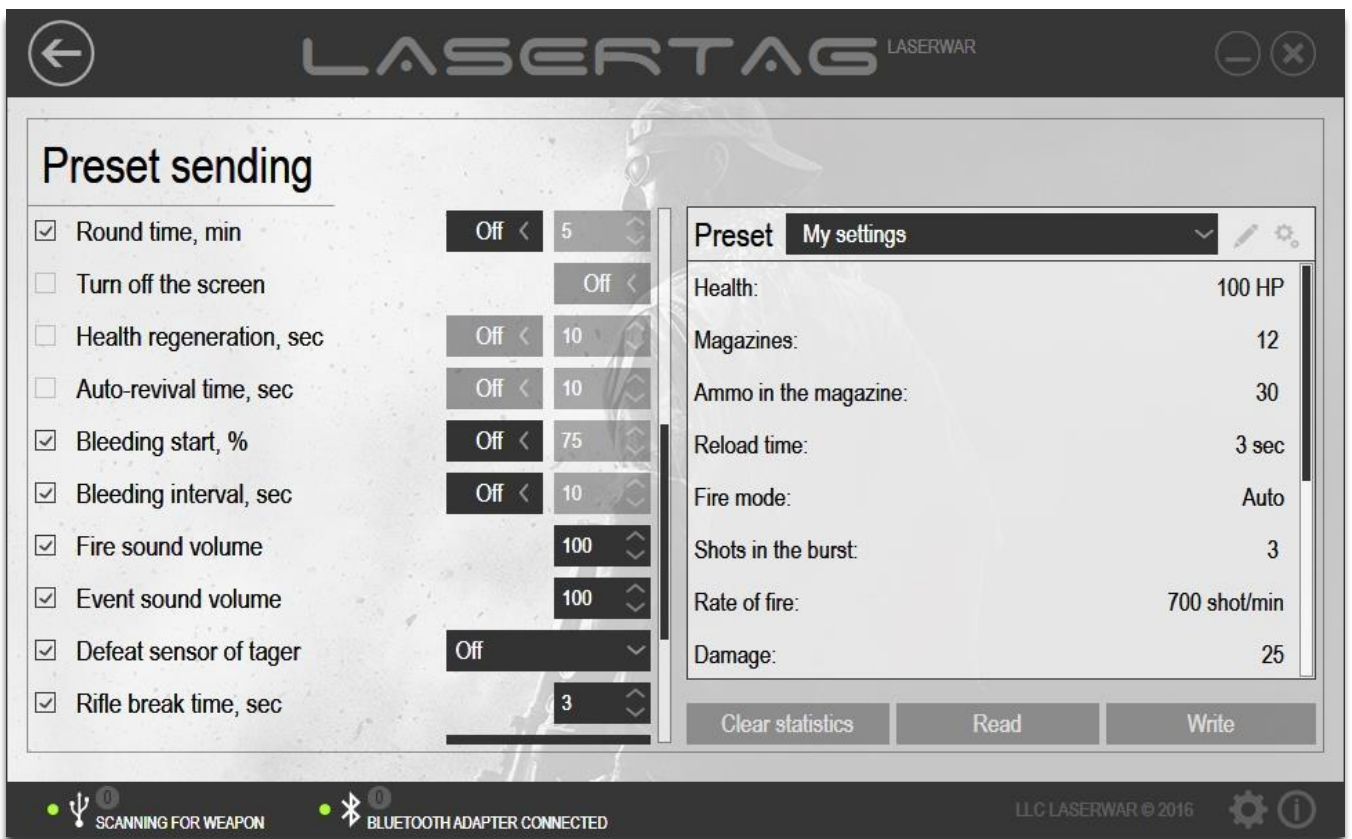 LASERTAG LASERWAR
Preset sending
Round time, min Off 5
Turn off the screen Off
Health regeneration, sec Off 10
Auto-revival time, sec Off 10
Bleeding start, % Off 75
Bleeding interval, sec Off 10
Fire sound volume 100
Event sound volume 100
Defeat sensor of tager Off
Rifle break time, sec 3
Preset My settings
Health: 100 HP
Magazines: 12
Ammo in the magazine: 30
Reload time: 3 sec
Fire mode: Auto
Shots in the burst: 3
Rate of fire: 700 shot/min
Damage: 25
Clear statistics Read Write
0 SCANNING FOR WEAPON 0 BLUETOOTH ADAPTER CONNECTED LLC LASERWAR © 2016